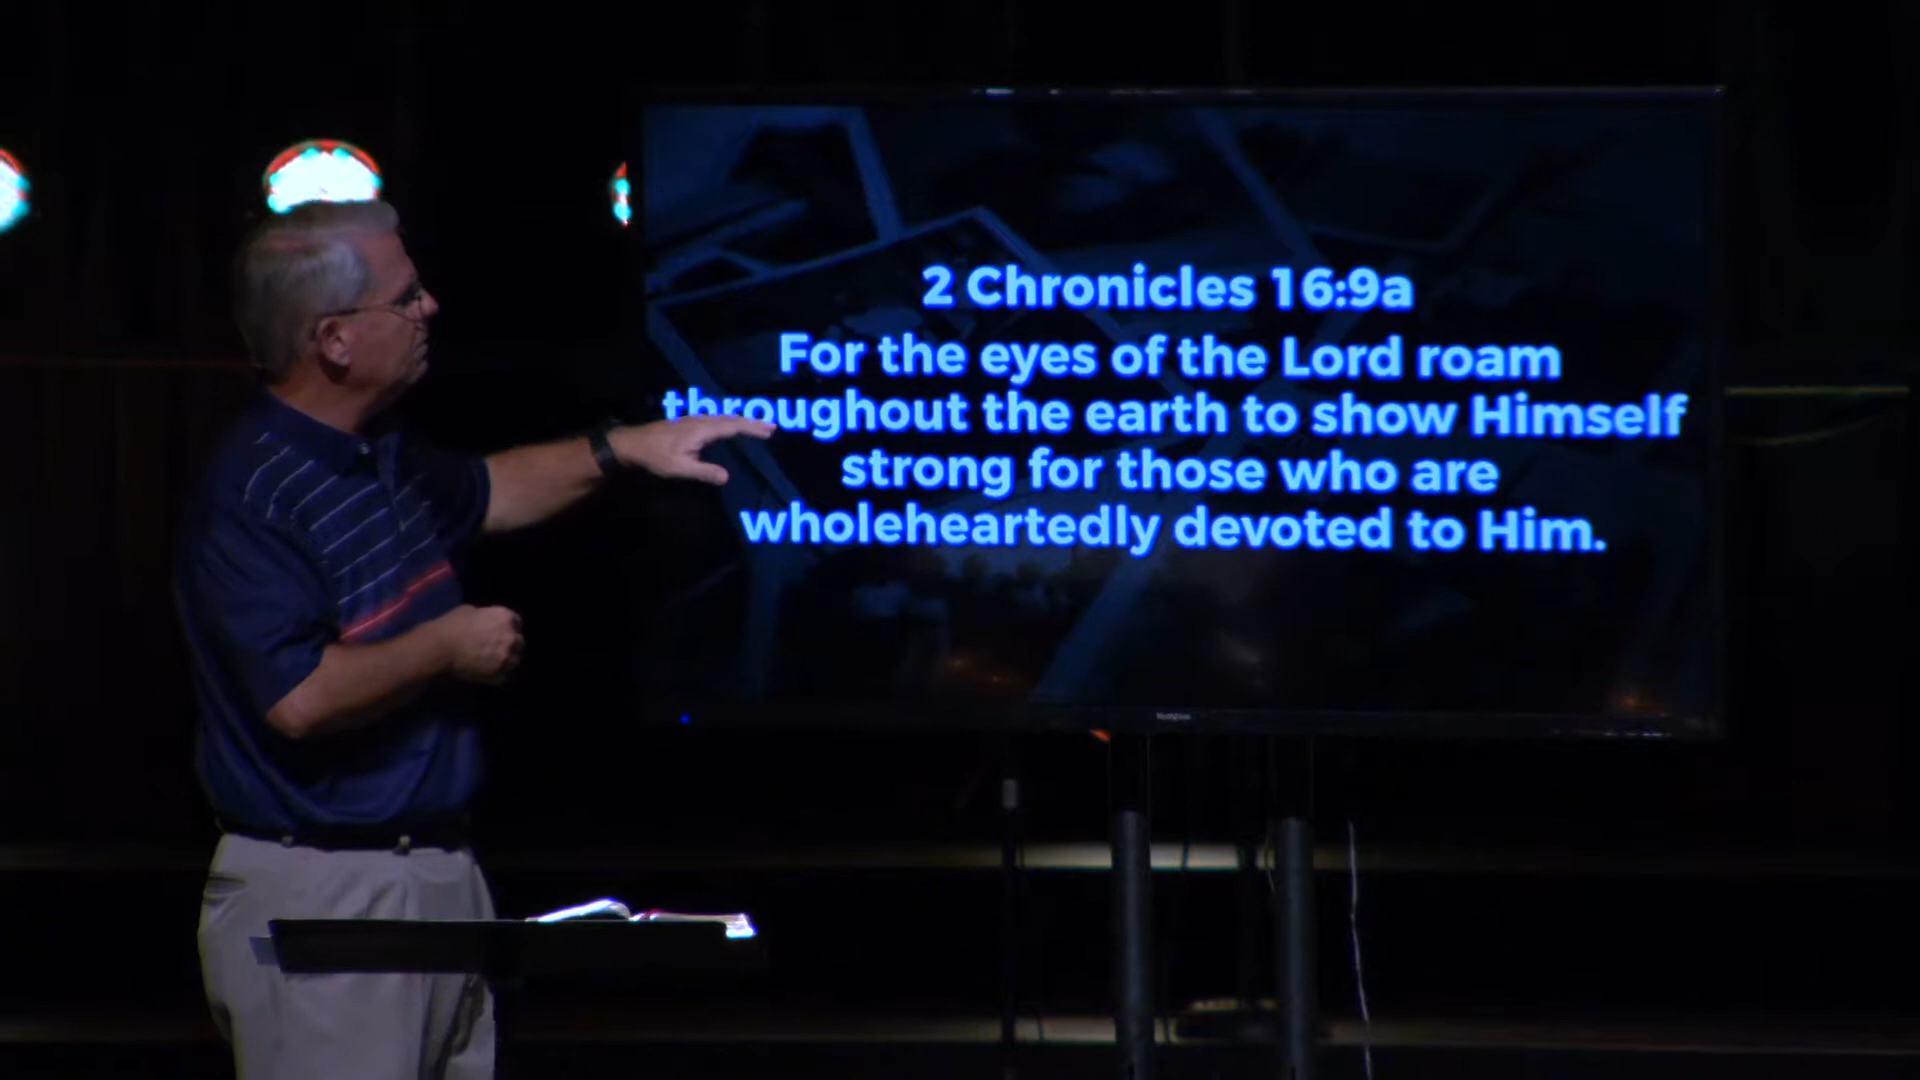 2 Chronicles 16:9a
For the eyes of the Lord roam
throughout the earth to show Himself
strong for those who are
wholeheartedly devoted to Him.